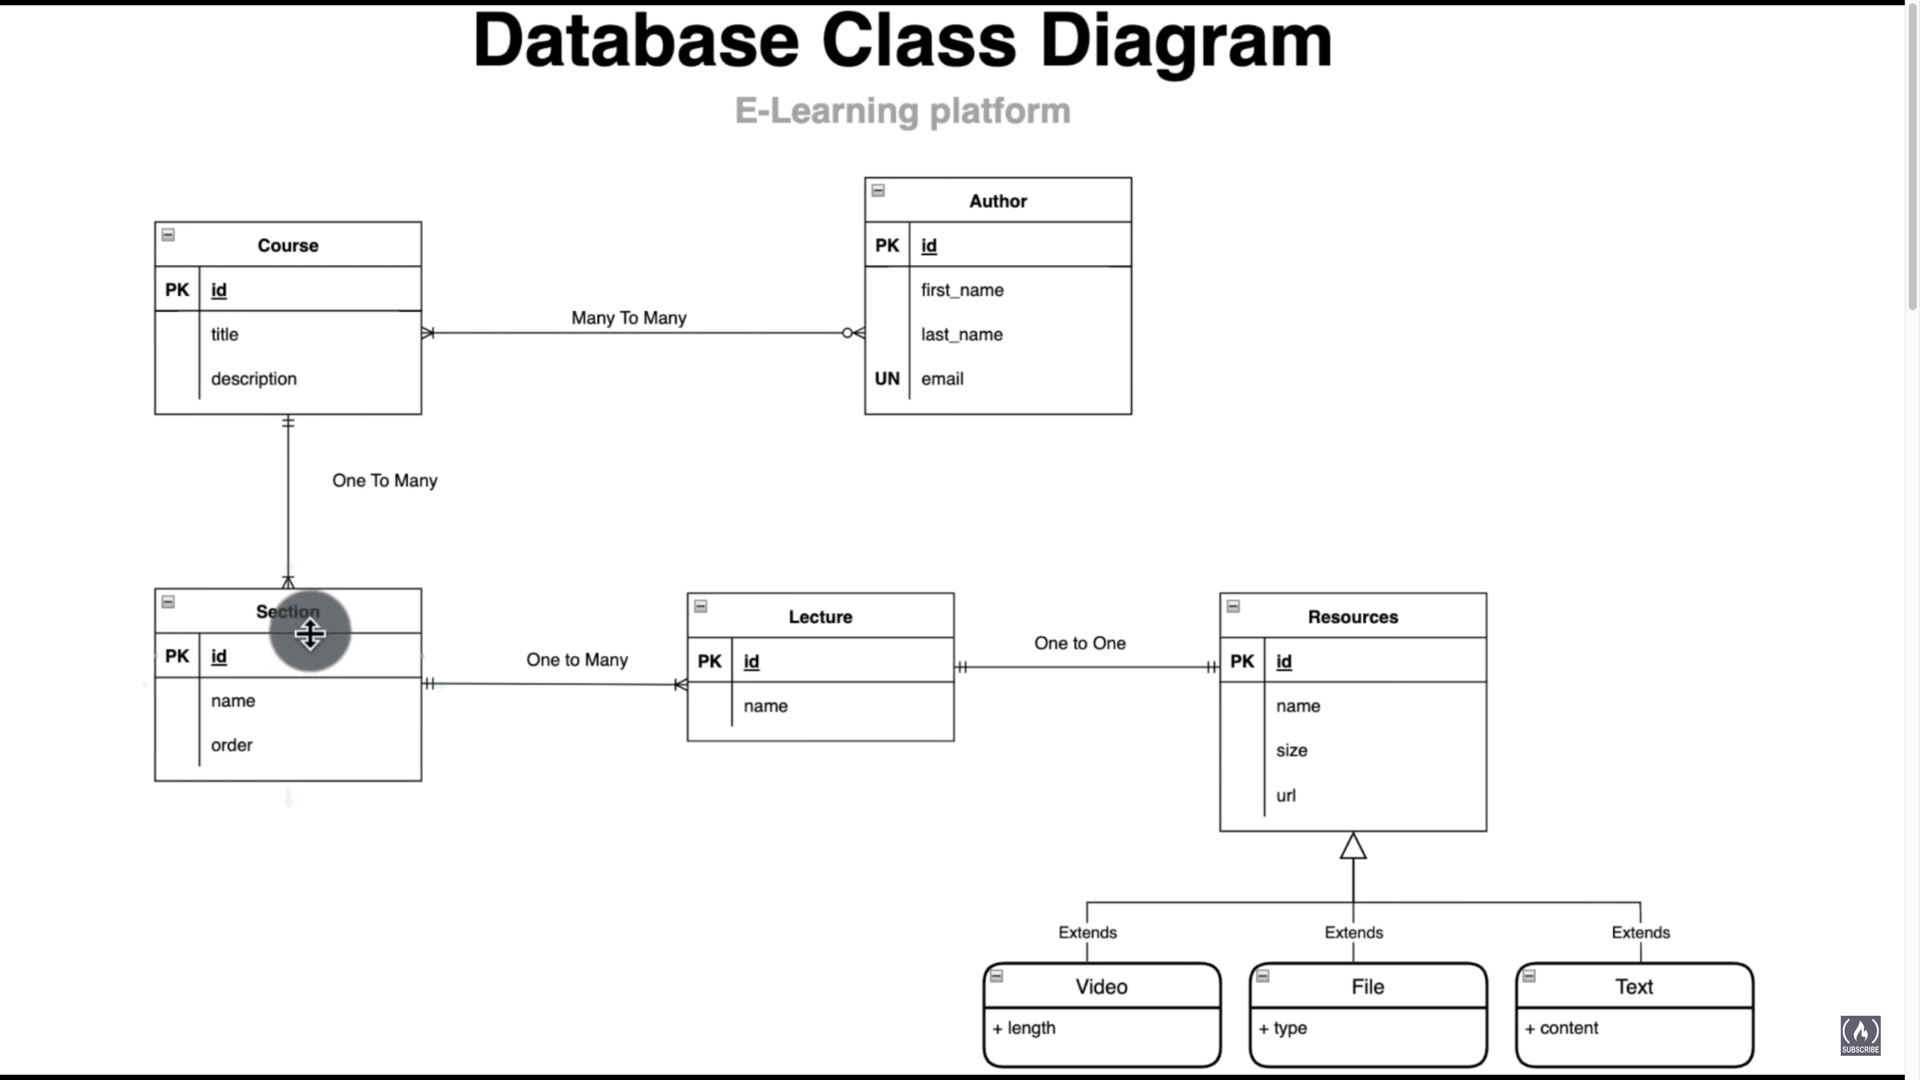 Database Class Diagram
E-Learning platform
Course
PK id
title
description
Many To Many
Author
PK id
first_name
last_name
UN email
One To Many
Section
PK id
name
order
One to Many
Lecture
PK id
name
One to One
Resources
PK id
name
size
url
Extends
Extends
Extends
Video
+ length
File
+ type
Text
+ content
SUBSCRIBE